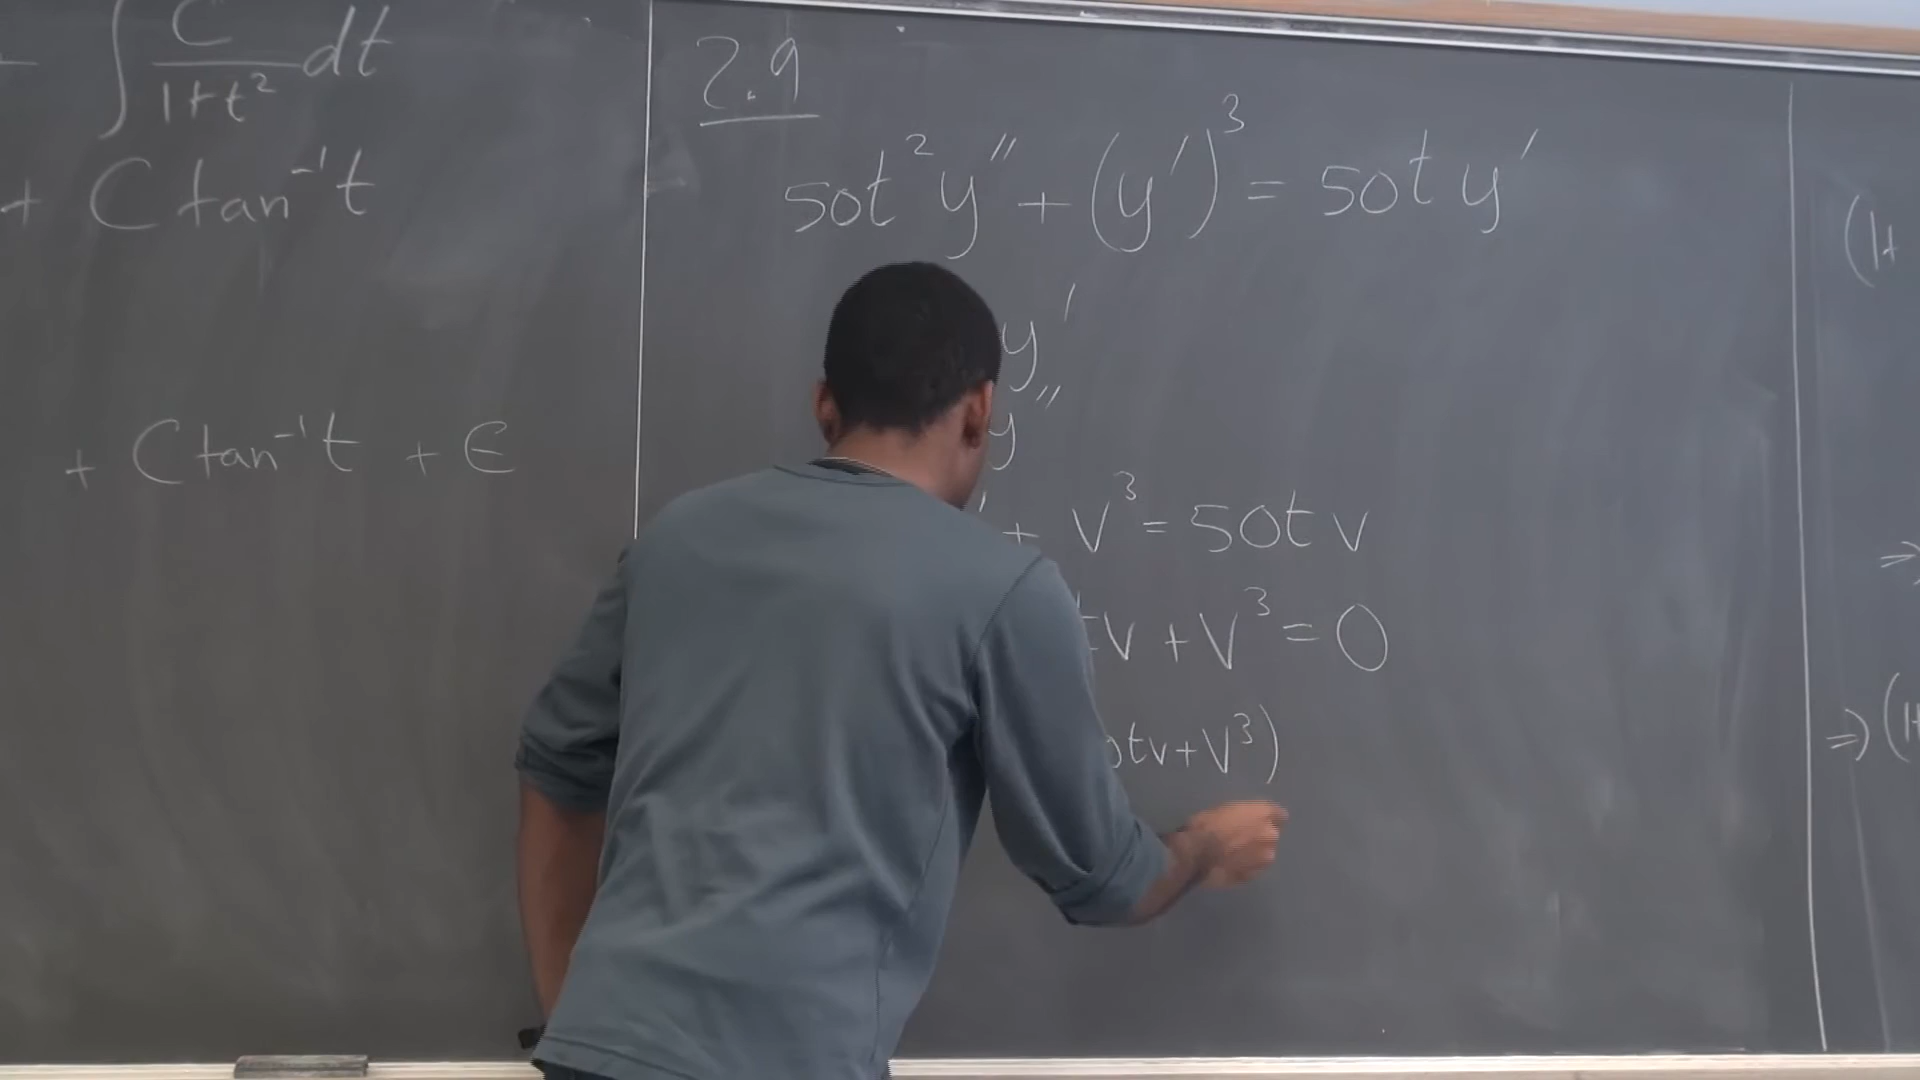 ∫ C/(1+t²) dt
+ C tan⁻¹ t
+ C tan⁻¹ t + E
2.9
50t² y″ + (y′)³ = 50t y′
y′
y″
′ + v³ = 50t v
tv + v³ = 0
0tv + v³)
(1+
⇒
⇒ (1+